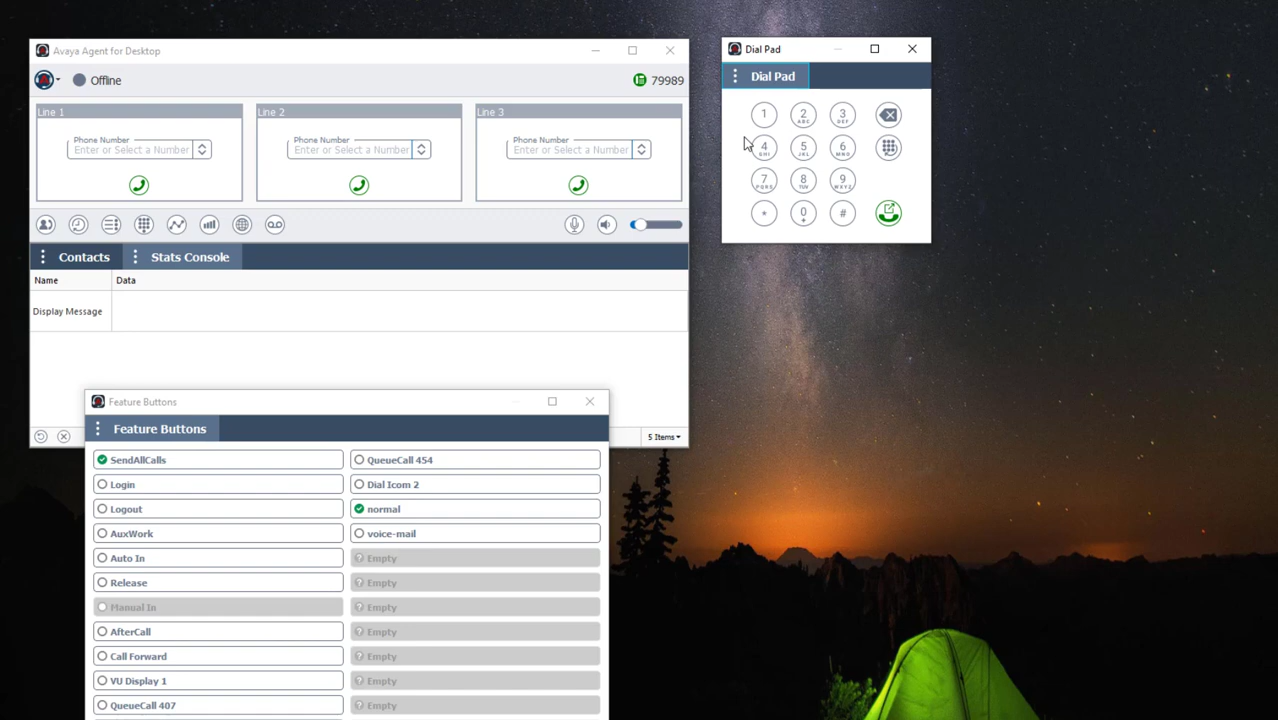 Avaya Agent for Desktop
Offline
79989
Line 1
Line 2
Line 3
Phone Number
Enter or Select a Number
Phone Number
Enter or Select a Number
Phone Number
Enter or Select a Number
Contacts
Stats Console
Name
Data
Display Message
5 Items
Dial Pad
Dial Pad
1
2
ABC
3
DEF
4
GHI
5
JKL
6
MNO
7
PQRS
8
TUV
9
WXYZ
*
0
+
#
Feature Buttons
Feature Buttons
SendAllCalls
QueueCall 454
Login
Dial Icom 2
Logout
normal
AuxWork
voice-mail
Auto In
? Empty
Release
? Empty
Manual In
? Empty
AfterCall
? Empty
Call Forward
? Empty
VU Display 1
? Empty
QueueCall 407
? Empty